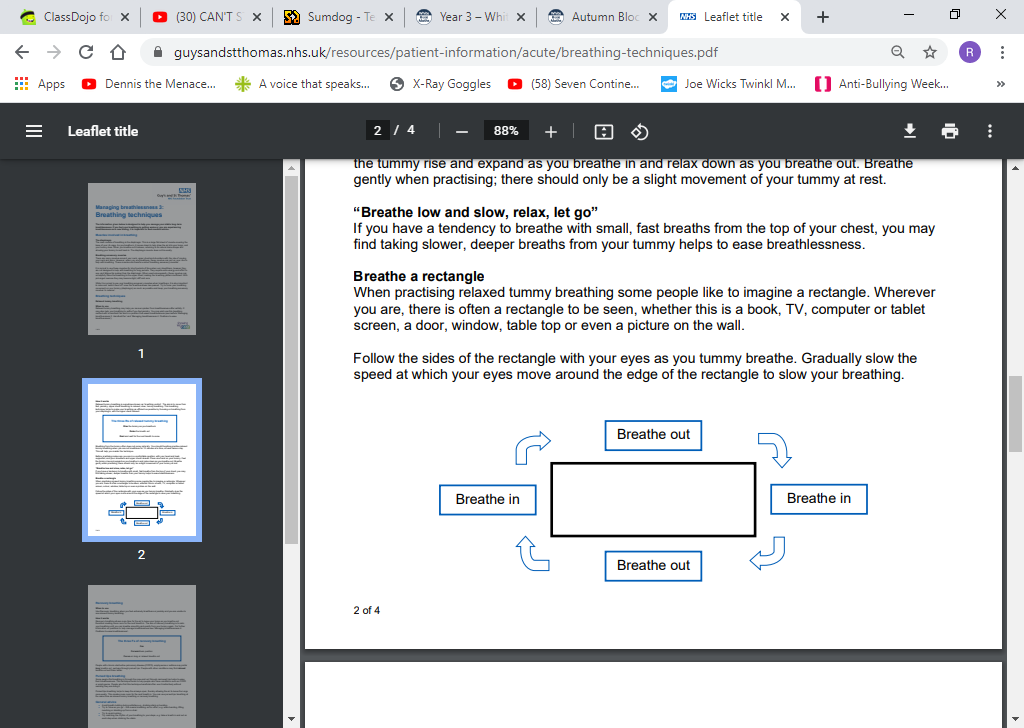 ClassDojo fo
(30) CAN'T S
Sumdog - Te
Year 3 – Whi
Autumn Bloc
NHS
Leaflet title
guysandstthomas.nhs.uk/resources/patient-information/acute/breathing-techniques.pdf
R
Apps
Dennis the Menace...
A voice that speaks...
X-Ray Goggles
(58) Seven Contine...
Joe Wicks Twinkl M...
Anti-Bullying Week...
»
Leaflet title
2 / 4
88%
NHS
Managing breathlessness 3:
Breathing techniques
1
2
the tummy rise and expand as you breathe in and relax down as you breathe out. Breathe
gently when practising; there should only be a slight movement of your tummy at rest.
“Breathe low and slow, relax, let go”
If you have a tendency to breathe with small, fast breaths from the top of your chest, you may
find taking slower, deeper breaths from your tummy helps to ease breathlessness.
Breathe a rectangle
When practising relaxed tummy breathing some people like to imagine a rectangle. Wherever
you are, there is often a rectangle to be seen, whether this is a book, TV, computer or tablet
screen, a door, window, table top or even a picture on the wall.
Follow the sides of the rectangle with your eyes as you tummy breathe. Gradually slow the
speed at which your eyes move around the edge of the rectangle to slow your breathing.
Breathe out
Breathe in
Breathe in
Breathe out
2 of 4